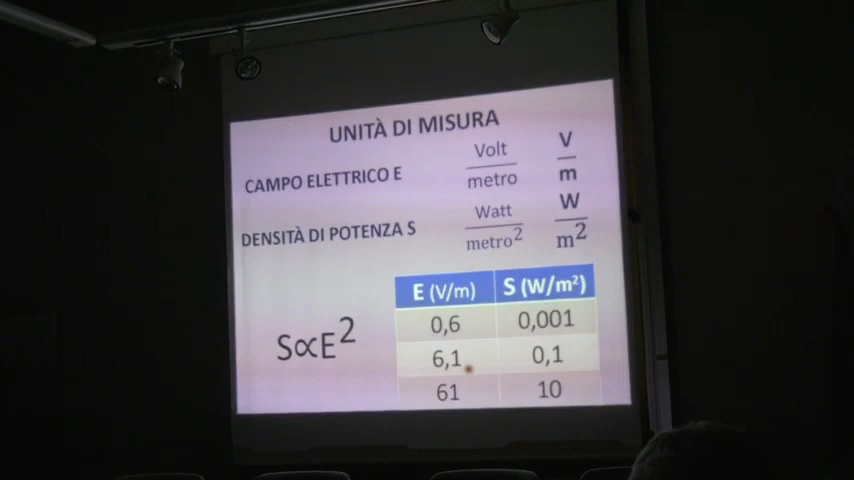 UNITÀ DI MISURA
CAMPO ELETTRICO E Volt/metro V/m
DENSITÀ DI POTENZA S Watt/metro² W/m²
E (V/m) S (W/m²)
0,6 0,001
S∝E² 6,1 0,1
61 10